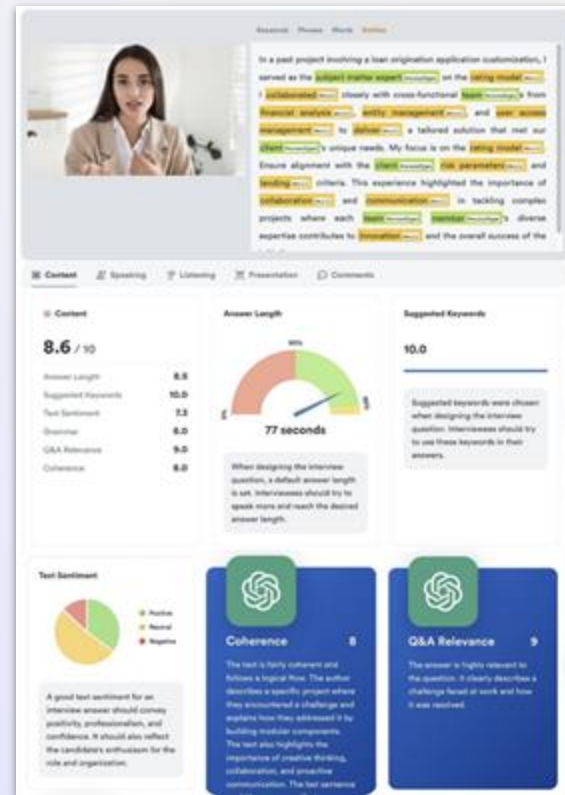 Keywords Phrases Words Entities
In a past project involving a loan origination application customization, I
served as the subject matter expert on the rating model
I collaborated closely with cross-functional team 's from
financial analysis , entity management , and user access
management to deliver a tailored solution that met our
client 's unique needs. My focus is on the rating model
Ensure alignment with the client risk parameters and
lending criteria. This experience highlighted the importance of
collaboration and communication in tackling complex
projects where each team member 's diverse
expertise contributes to innovation and the overall success of the
Content Speaking Listening Presentation Comments
Content
8.6 / 10
Answer Length
Suggested Keywords 10.0
Text Sentiment 7.3
Grammar
Q&A Relevance 9.0
Coherence 8.0
Answer Length
0%
77 seconds
When designing the interview
question, a default answer length
is set. Interviewees should try to
speak more and reach the desired
answer length.
Suggested Keywords
10.0
Suggested keywords were chosen
when designing the interview
question. Interviewees should try
to use these keywords in their
answers.
Text Sentiment
Positive
Neutral
Negative
A good text sentiment for an
interview answer should convey
positivity, professionalism, and
confidence. It should also reflect
the candidate's enthusiasm for the
role and organization.
Coherence 8
The text is fairly coherent and
follows a logical flow. The author
describes a specific project where
they encountered a challenge and
explains how they addressed it by
building modular components.
The text also highlights the
importance of creative thinking,
collaboration, and proactive
communication. The last sentence
Q&A Relevance 9
The answer is highly relevant to
the question. It clearly describes a
challenge faced at work and how
it was resolved.